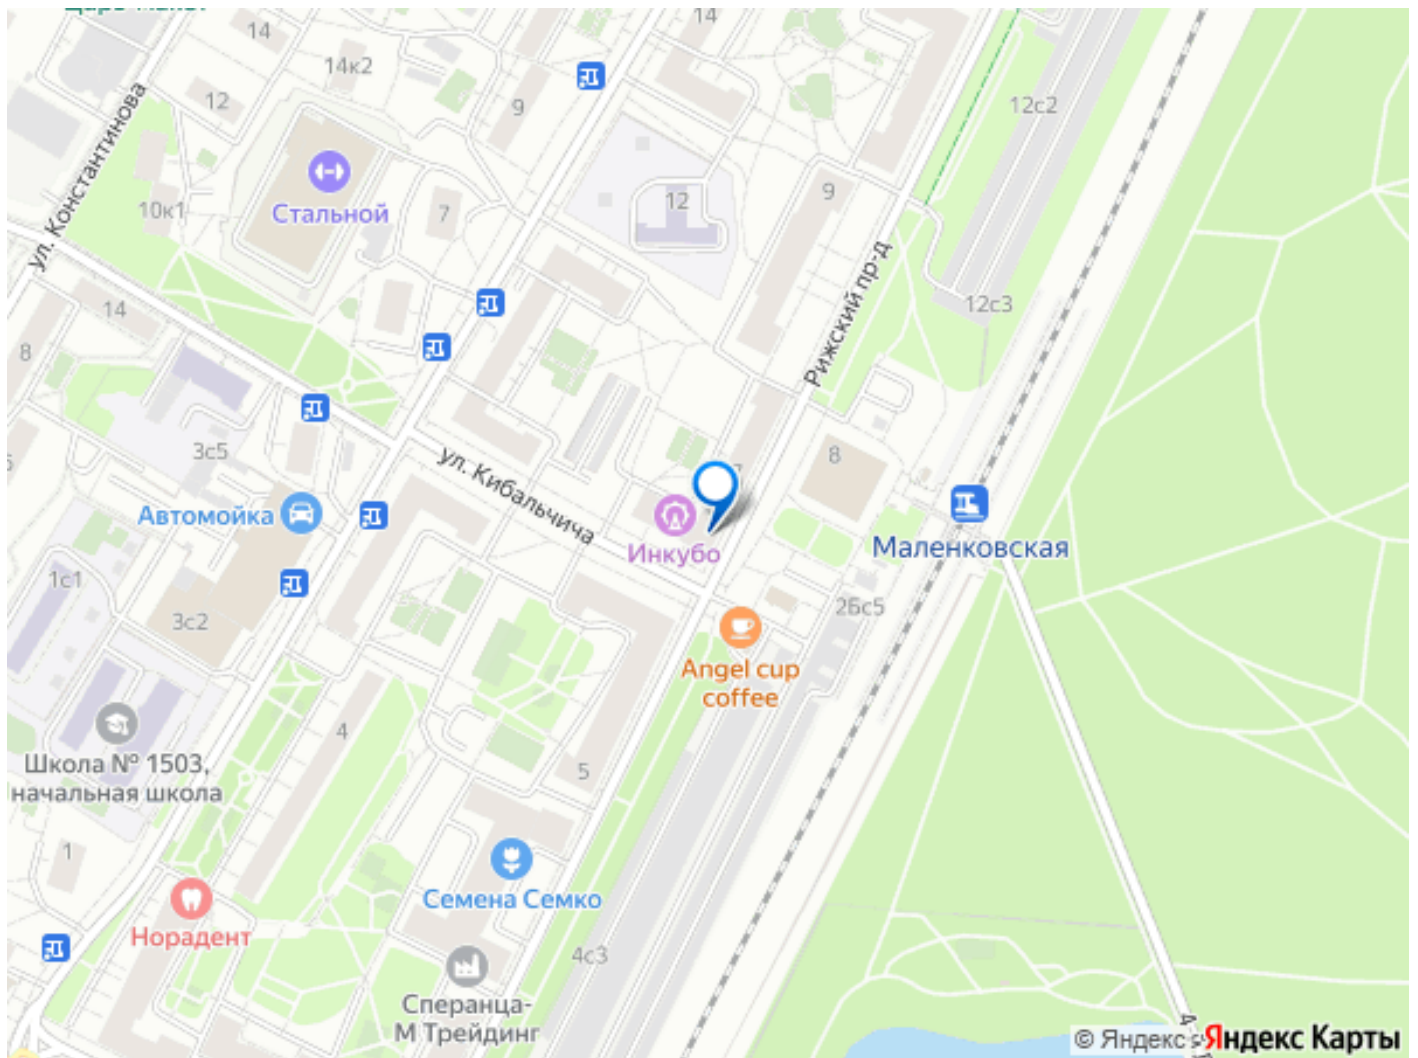 14
14
14к2
12
9
12с2
ул. Константинова
12
9
10к1
Стальной
7
Рижский пр-д
12с3
14
8
3с5
ул. Кибальчича
8
Автомойка
Инкубо
Маленковская
1с1
3с2
2Бс5
Angel cup
coffee
4
Школа № 1503,
начальная школа
5
1
Семена Семко
Норадент
4с3
Сперанца-
М Трейдинг
© Яндекс
Яндекс Карты